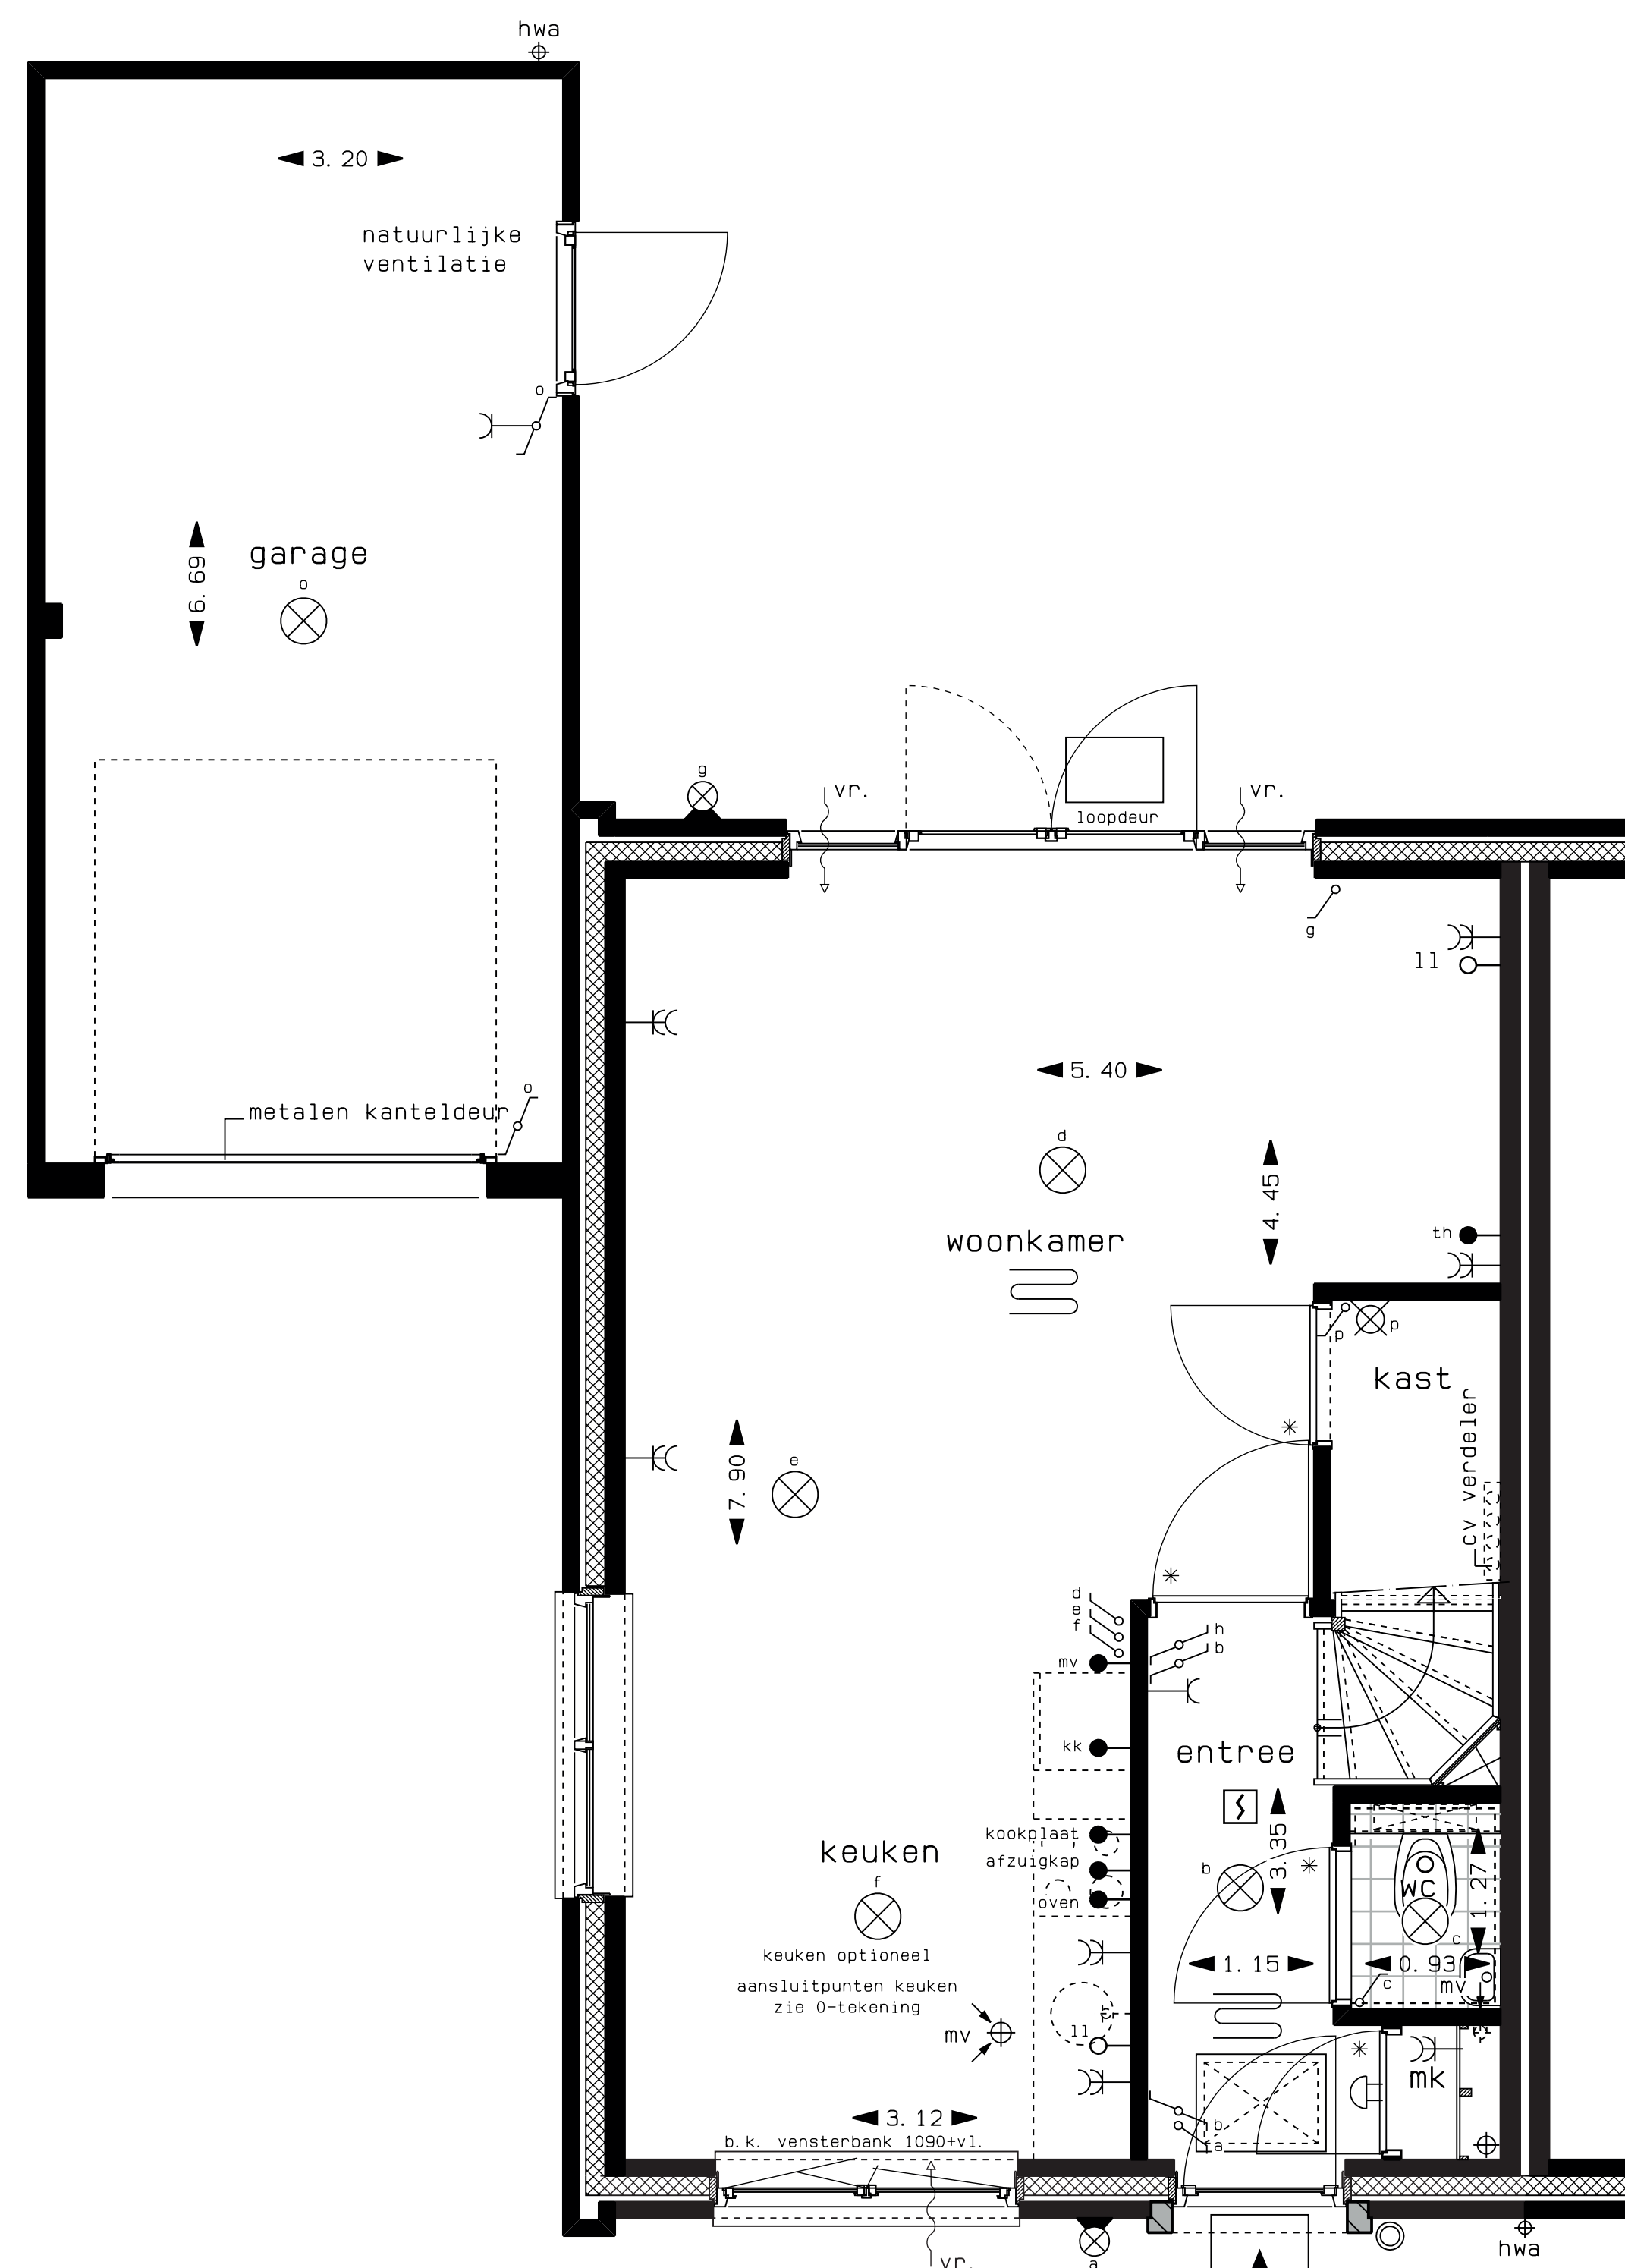 hwa
3. 20
natuurlijke
ventilatie
o
6. 69
garage
o
g
vr.
vr.
loopdeur
g
ll
5. 40
metalen kanteldeur
o
d
4. 45
woonkamer
th
p
p
kast
cv verdeler
7. 90
e
d
e
f
h
b
mv
kk
entree
kookplaat
afzuigkap
oven
keuken
f
keuken optioneel
aansluitpunten keuken
zie O-tekening
b
3. 35
wc
1. 27
c
1. 15
0. 93
c
mv
mv
ll
mk
3. 12
b
a
b.k. vensterbank 1090+vl.
vr.
a
hwa